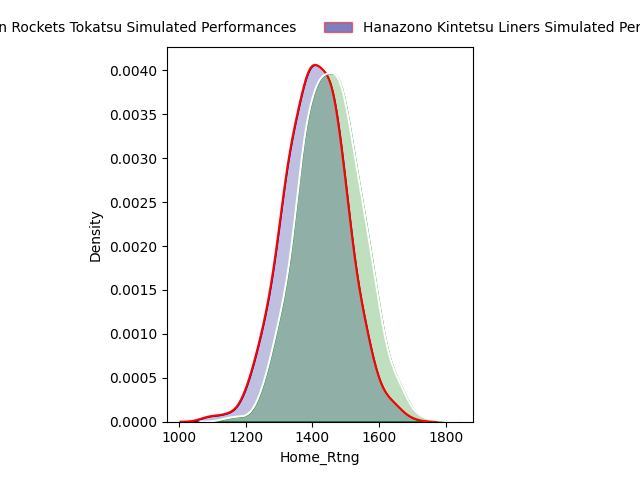 n Rockets Tokatsu Simulated Performances Hanazono Kintetsu Liners Simulated Per
0.0040
0.0035
0.0030
0.0025
0.0020
0.0015
0.0010
0.0005
0.0000
Density
1000 1200 1400 1600 1800
Home_Rtng